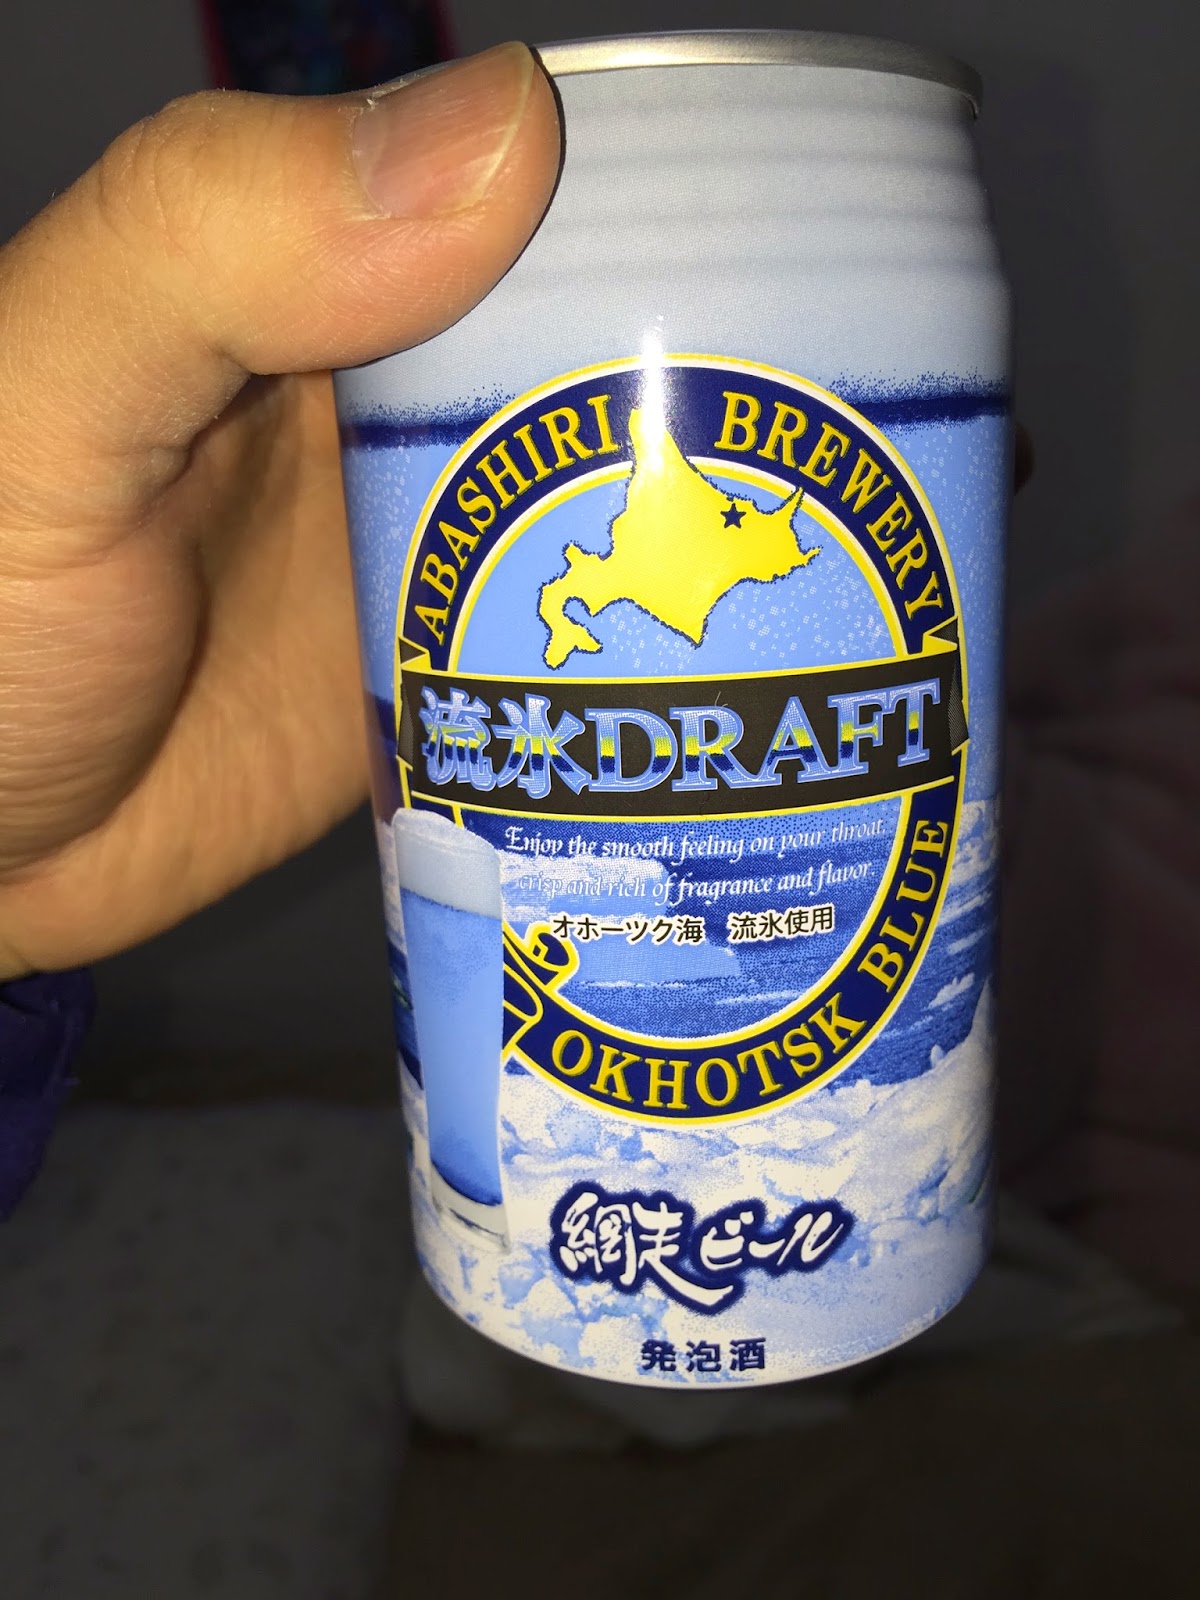 ABASHIRI BREWERY
流氷DRAFT
Enjoy the smooth feeling on your throat.
crisp and rich of fragrance and flavor.
オホーツク海 流氷使用
OKHOTSK BLUE
網走ビール
発泡酒